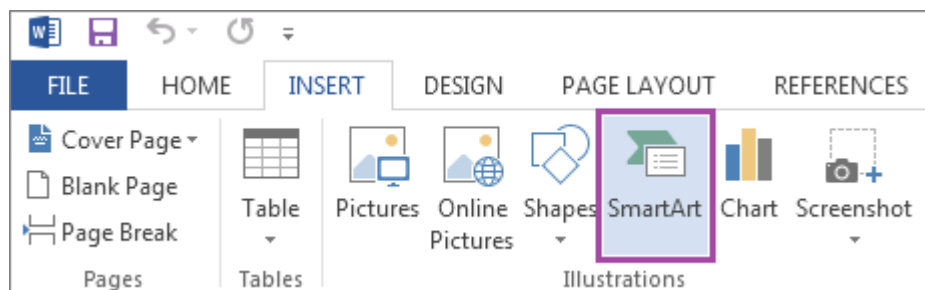 W
FILE HOME INSERT DESIGN PAGE LAYOUT REFERENCES
Cover Page
Blank Page
Page Break
Table
Pictures
Online
Pictures
Shapes
SmartArt
Chart
Screenshot
Pages Tables Illustrations